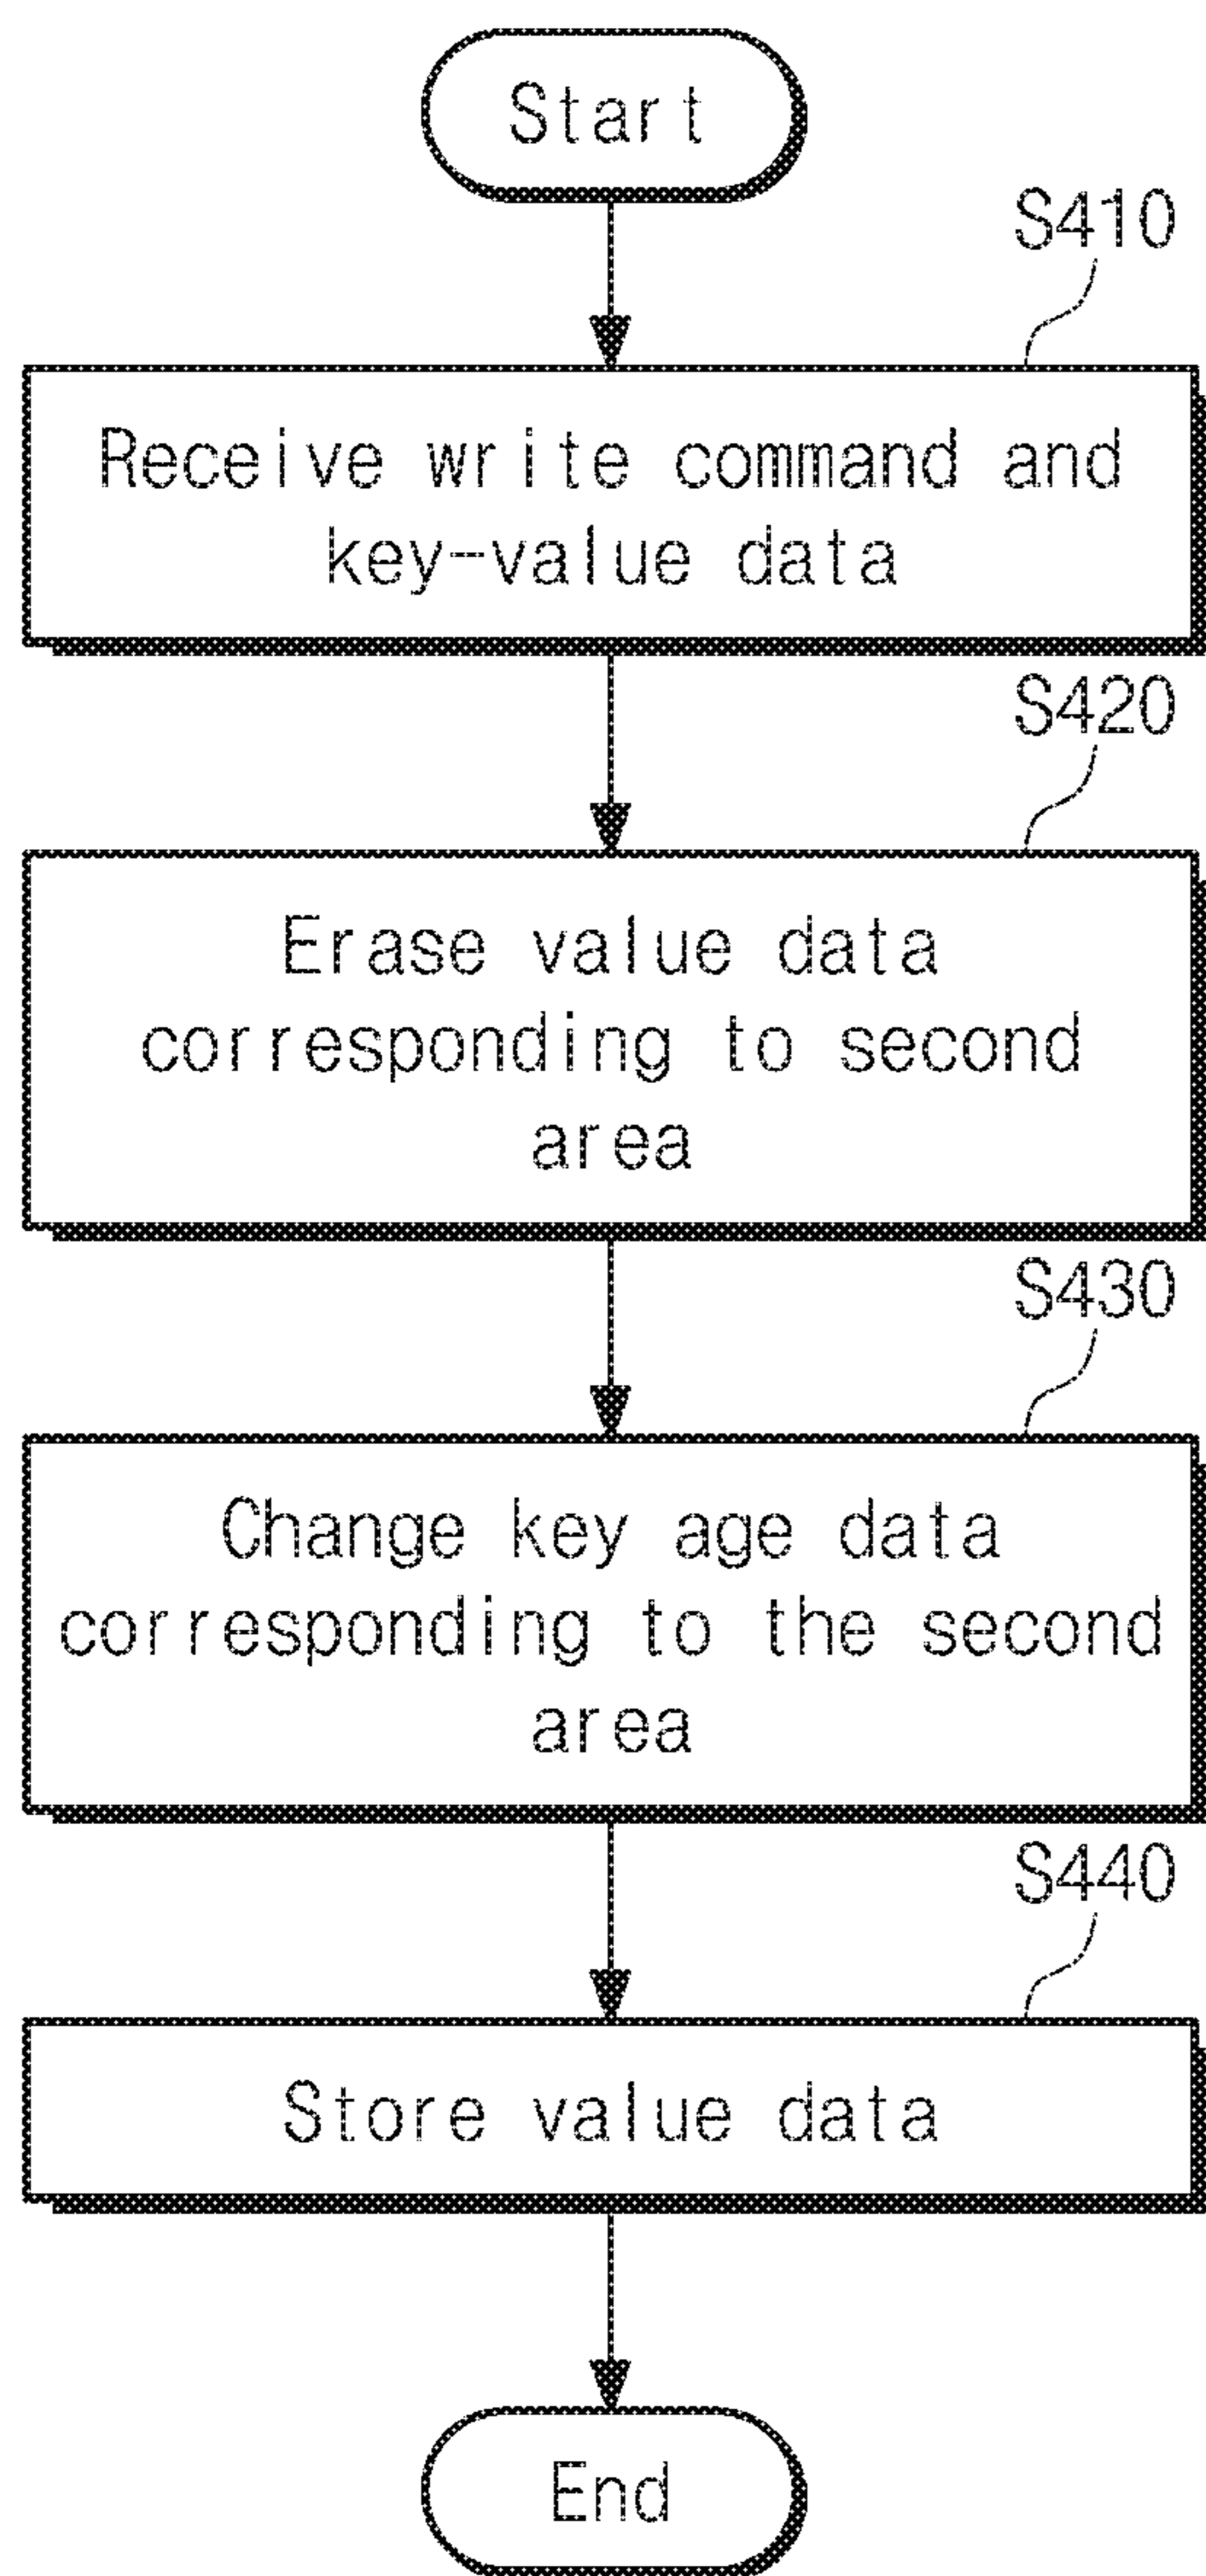 Start
S410
Receive write command and
key-value data
S420
Erase value data
corresponding to second
area
S430
Change key age data
corresponding to the second
area
S440
Store value data
End